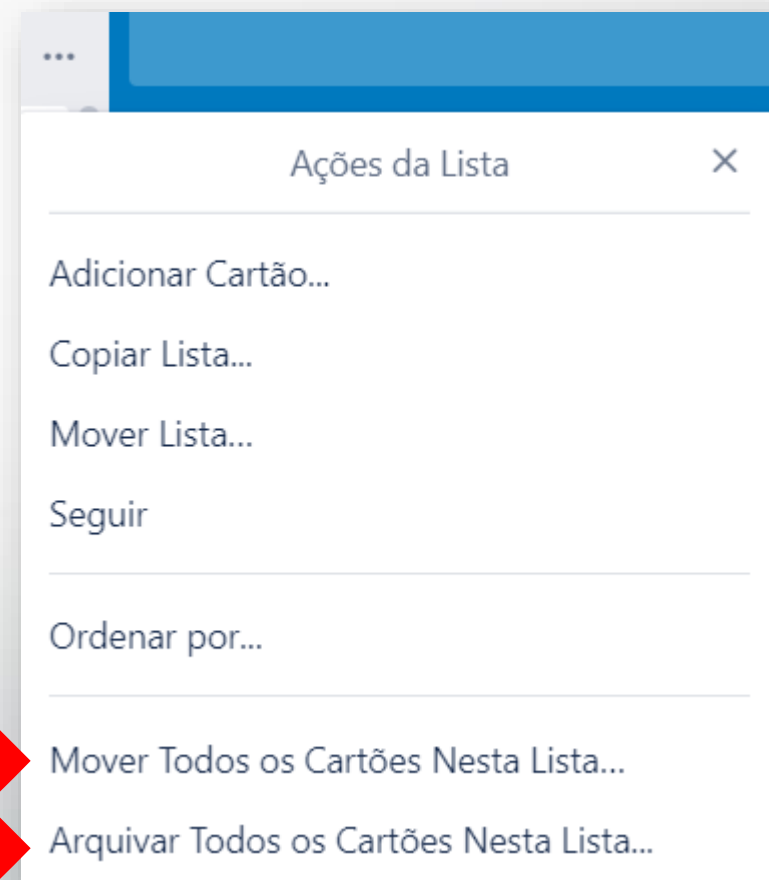 Ações da Lista
Adicionar Cartão...
Copiar Lista...
Mover Lista...
Seguir
Ordenar por...
Mover Todos os Cartões Nesta Lista...
Arquivar Todos os Cartões Nesta Lista...